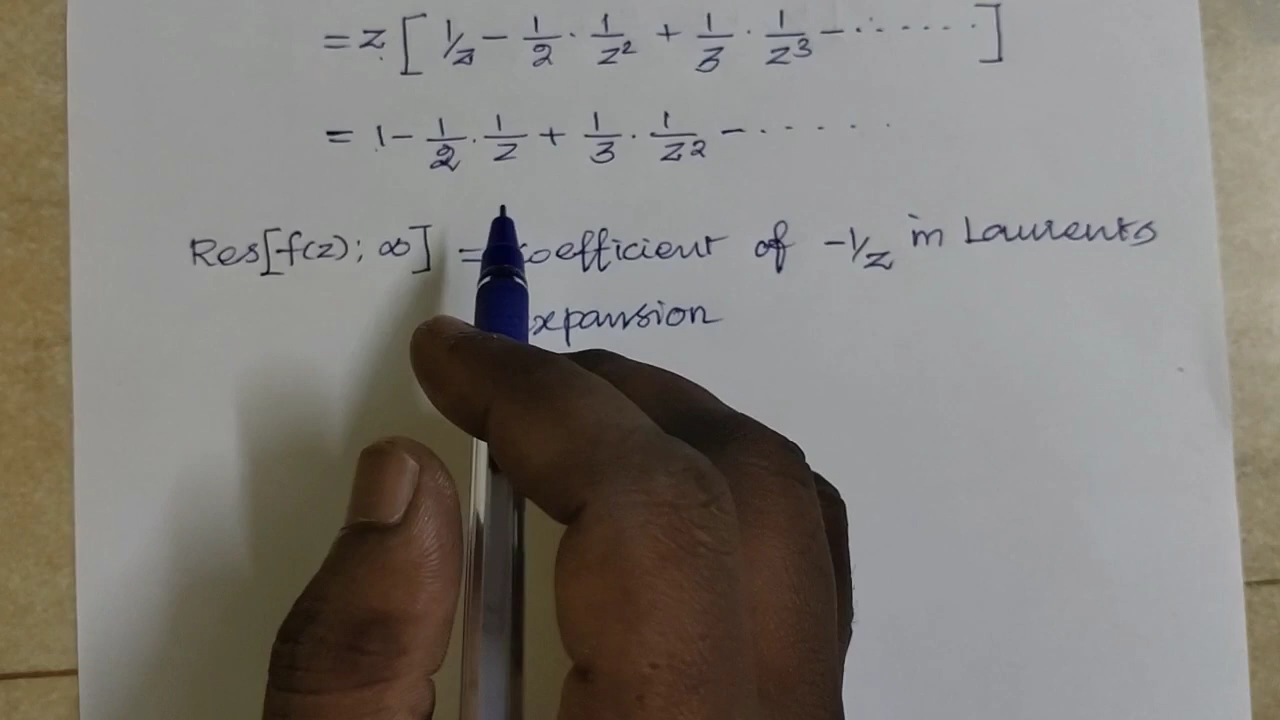 = z [ 1/z - 1/2 · 1/z² + 1/3 · 1/z³ - ······ ]
= 1 - 1/2 · 1/z + 1/3 · 1/z² - ·····
Res[f(z); ∞] = coefficient of -1/z in Laurents
expansion